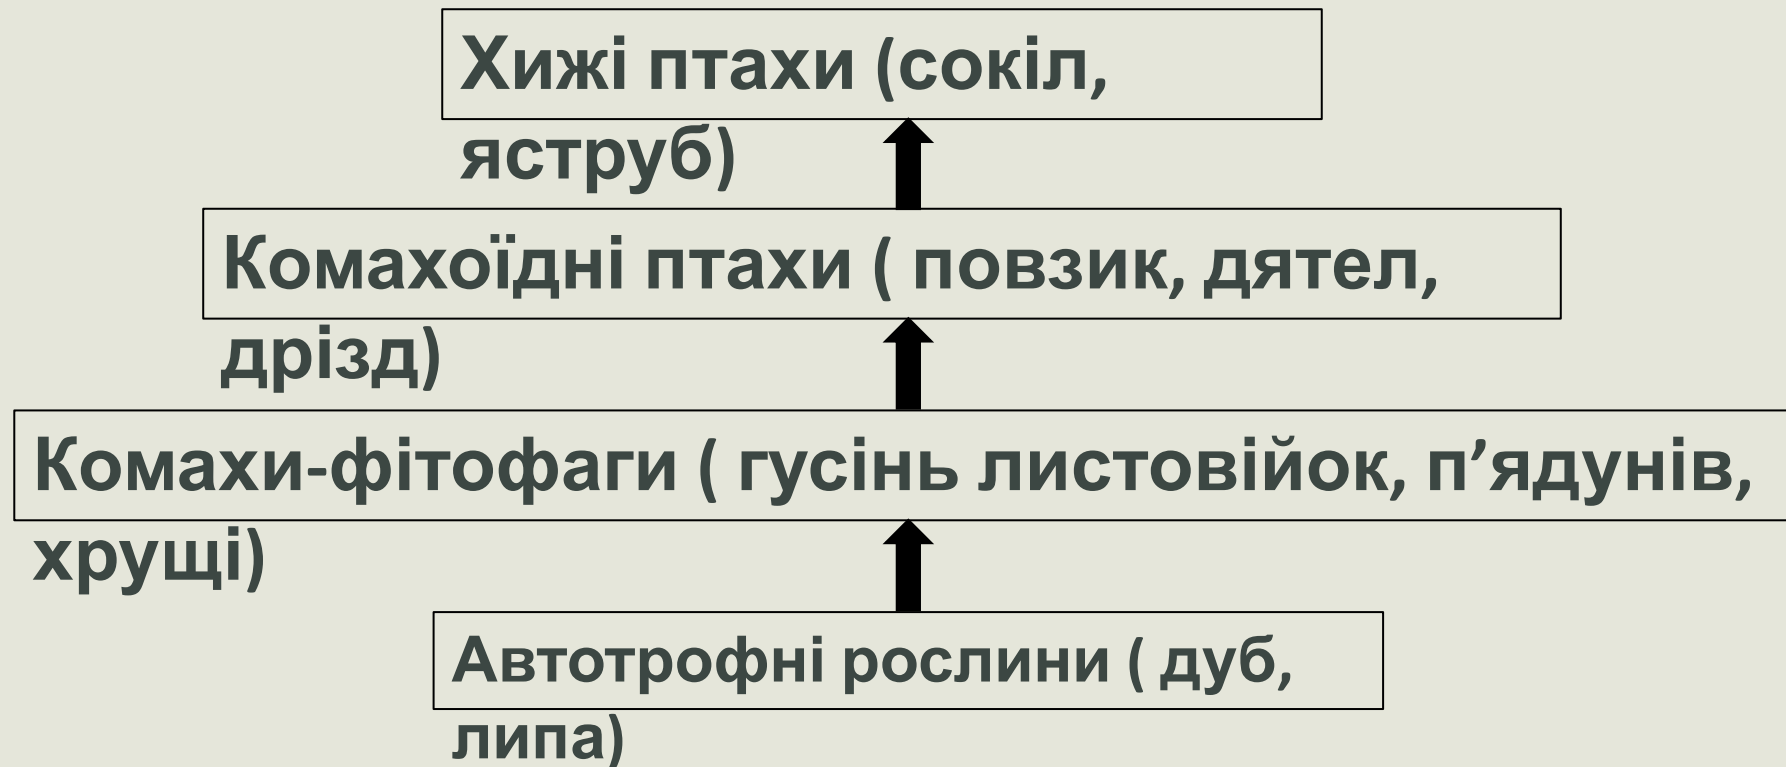 Хижі птахи (сокіл,
яструб)
Комахоїдні птахи ( повзик, дятел,
дрізд)
Комахи-фітофаги ( гусінь листовійок, п’ядунів,
хрущі)
Автотрофні рослини ( дуб,
липа)